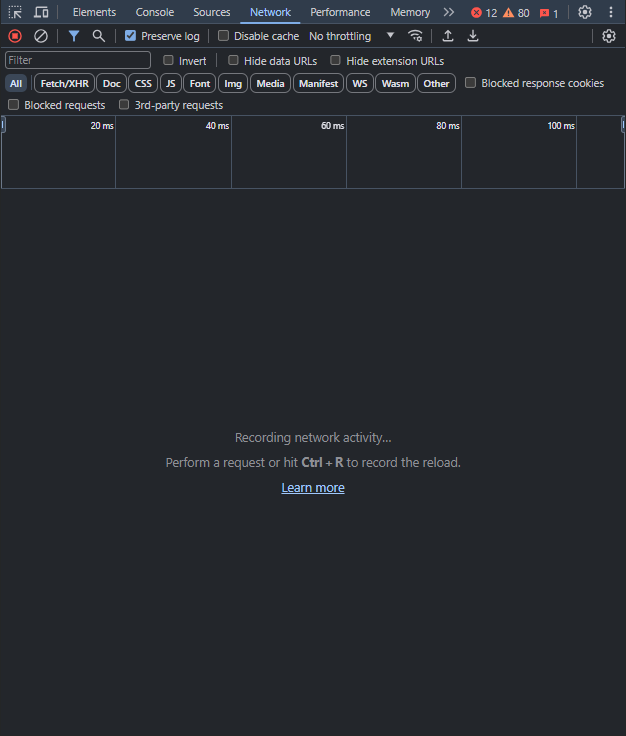 Elements Console Sources Network Performance Memory 12 80 1
Preserve log Disable cache No throttling
Filter Invert Hide data URLs Hide extension URLs
All Fetch/XHR Doc CSS JS Font Img Media Manifest WS Wasm Other Blocked response cookies
Blocked requests 3rd-party requests
20 ms 40 ms 60 ms 80 ms 100 ms
Recording network activity...
Perform a request or hit Ctrl + R to record the reload.
Learn more